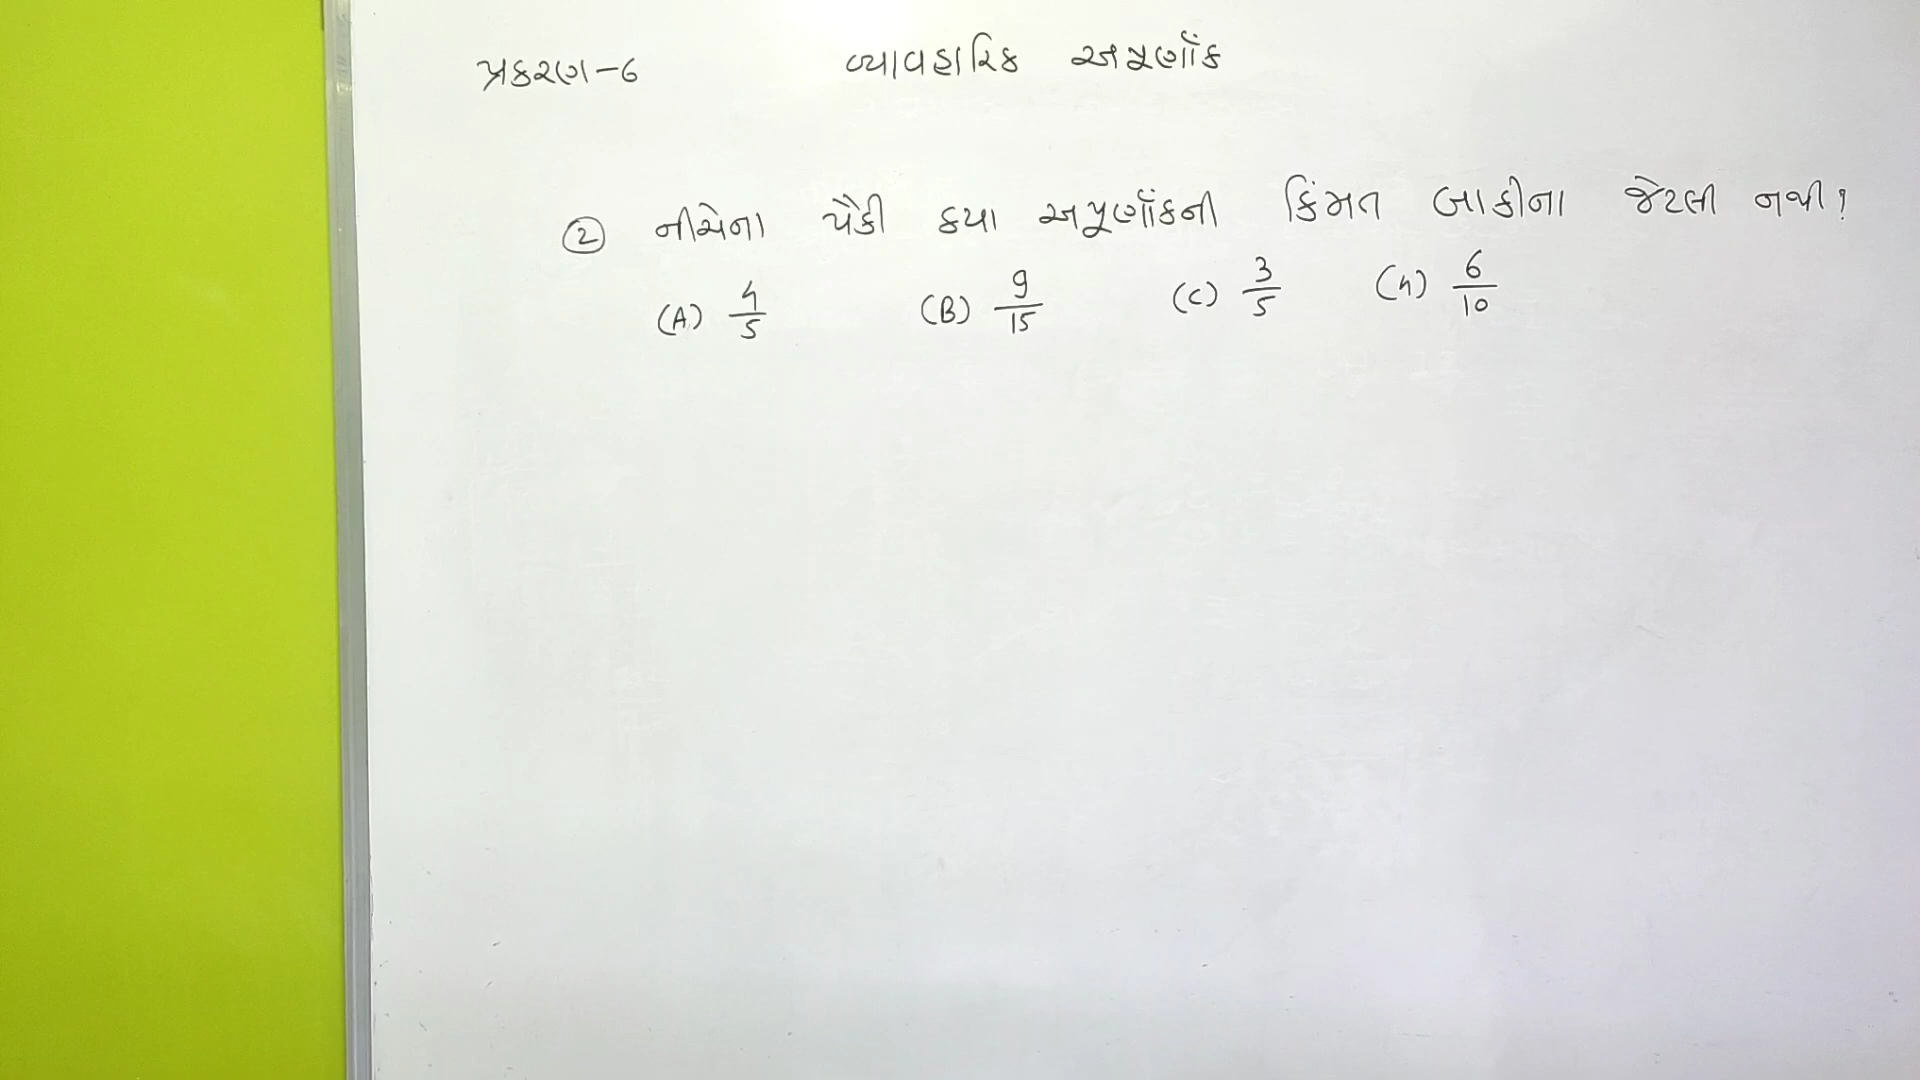 પ્રકરણ-6 વ્યાવહારિક અપૂર્ણાંક
② નીચેના પૈકી કયા અપૂર્ણાંકની કિંમત બાકીના જેટલી નથી?
(A) 4/5 (B) 9/15 (C) 3/5 (4) 6/10